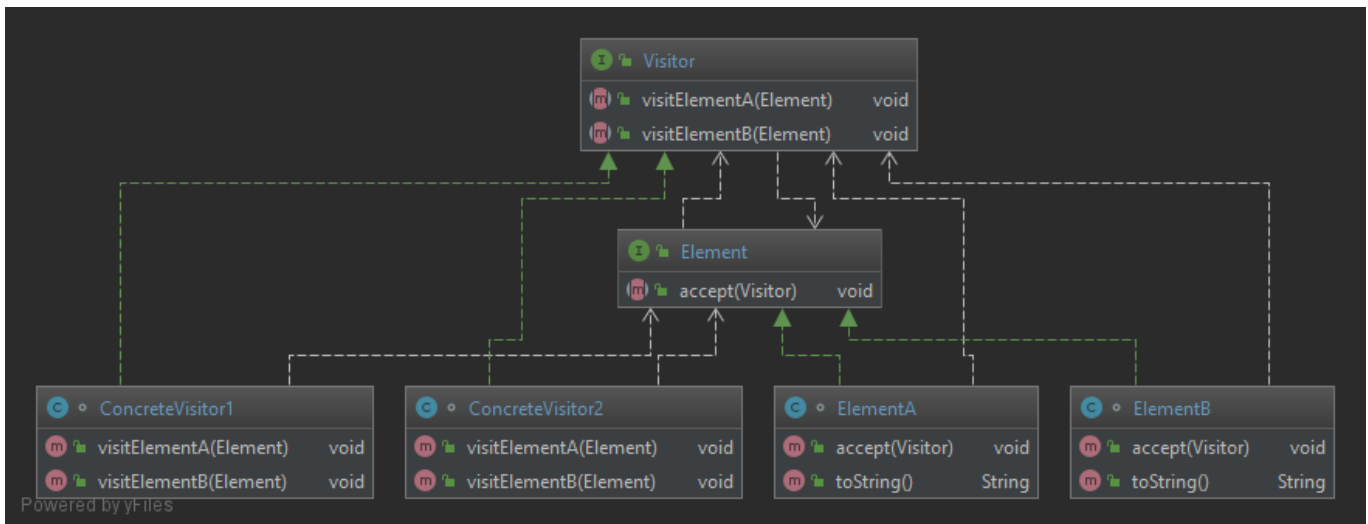 Visitor
visitElementA(Element) void
visitElementB(Element) void
Element
accept(Visitor) void
ConcreteVisitor1
visitElementA(Element) void
visitElementB(Element) void
ConcreteVisitor2
visitElementA(Element) void
visitElementB(Element) void
ElementA
accept(Visitor) void
toString() String
ElementB
accept(Visitor) void
toString() String
Powered by yFiles